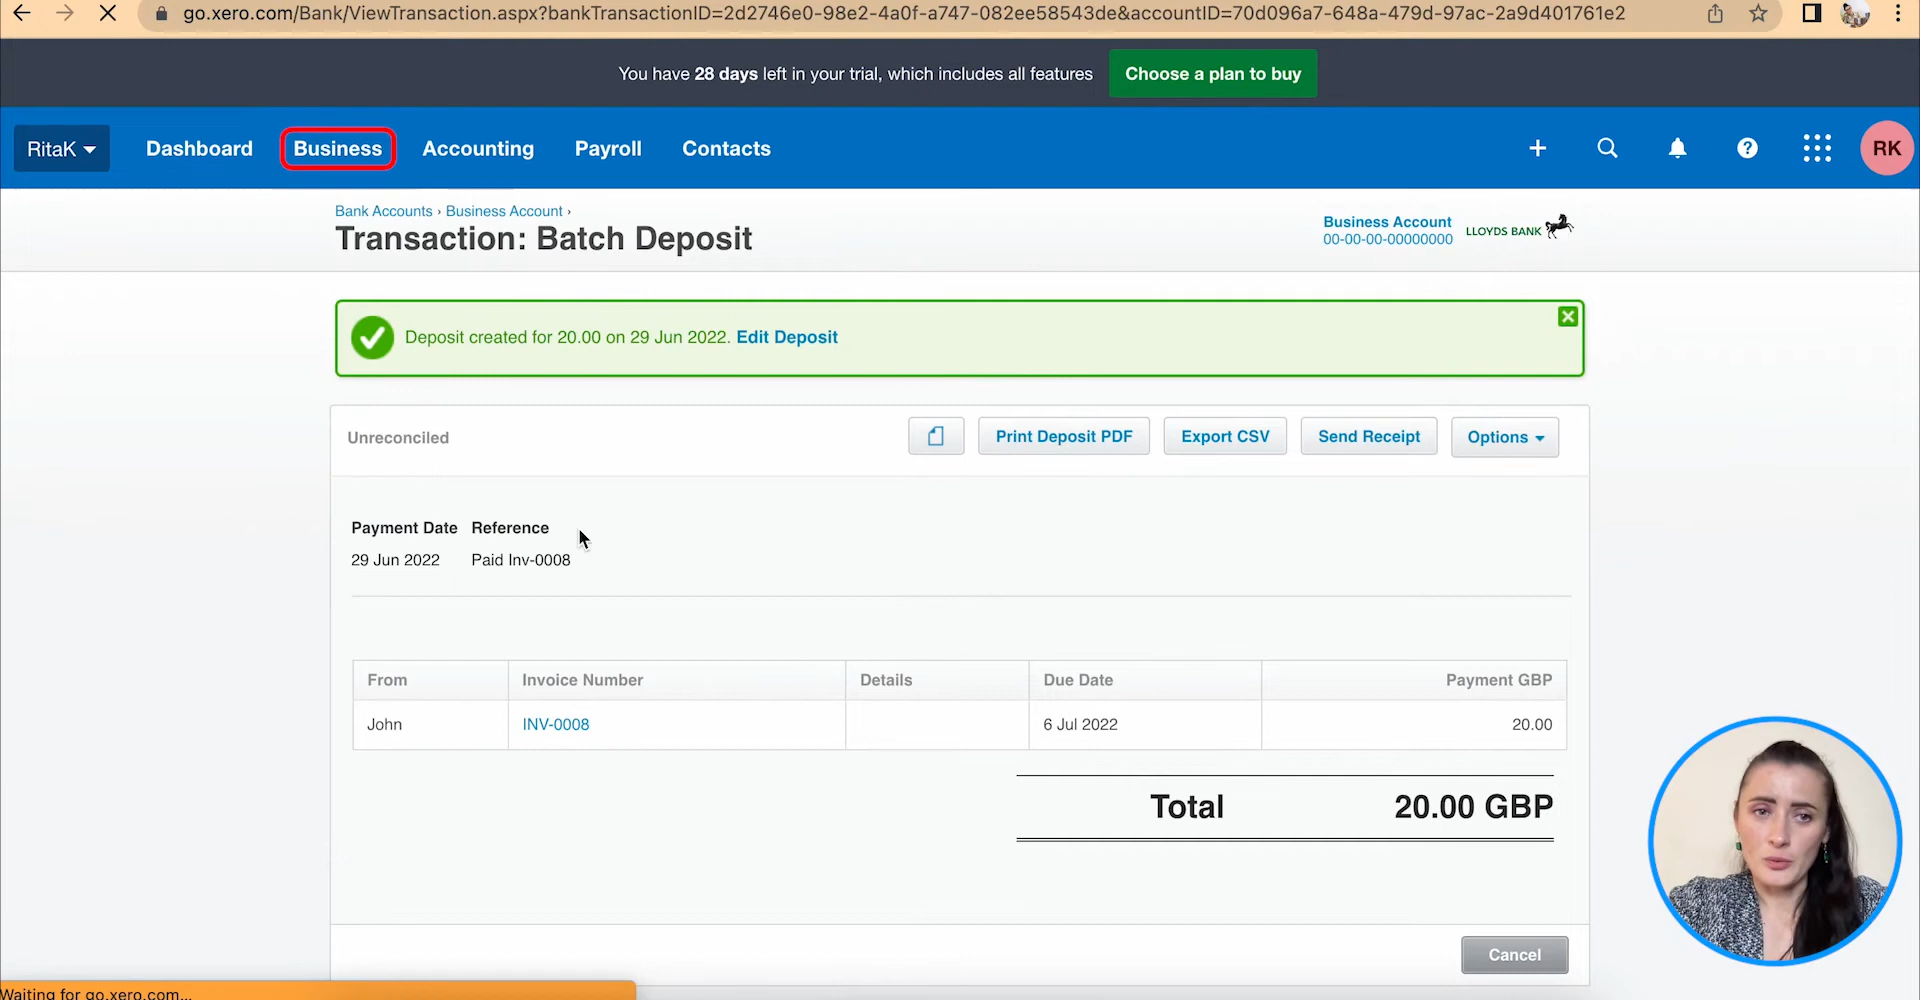 go.xero.com/Bank/ViewTransaction.aspx?bankTransactionID=2d2746e0-98e2-4a0f-a747-082ee58543de&accountID=70d096a7-648a-479d-97ac-2a9d401761e2
You have 28 days left in your trial, which includes all features Choose a plan to buy
RitaK Dashboard Business Accounting Payroll Contacts RK
Bank Accounts › Business Account ›
Transaction: Batch Deposit
Business Account
00-00-00-00000000
LLOYDS BANK
Deposit created for 20.00 on 29 Jun 2022. Edit Deposit
Unreconciled Print Deposit PDF Export CSV Send Receipt Options
Payment Date Reference
29 Jun 2022 Paid Inv-0008
From Invoice Number Details Due Date Payment GBP
John INV-0008 6 Jul 2022 20.00
Total 20.00 GBP
Cancel
Waiting for go.xero.com...